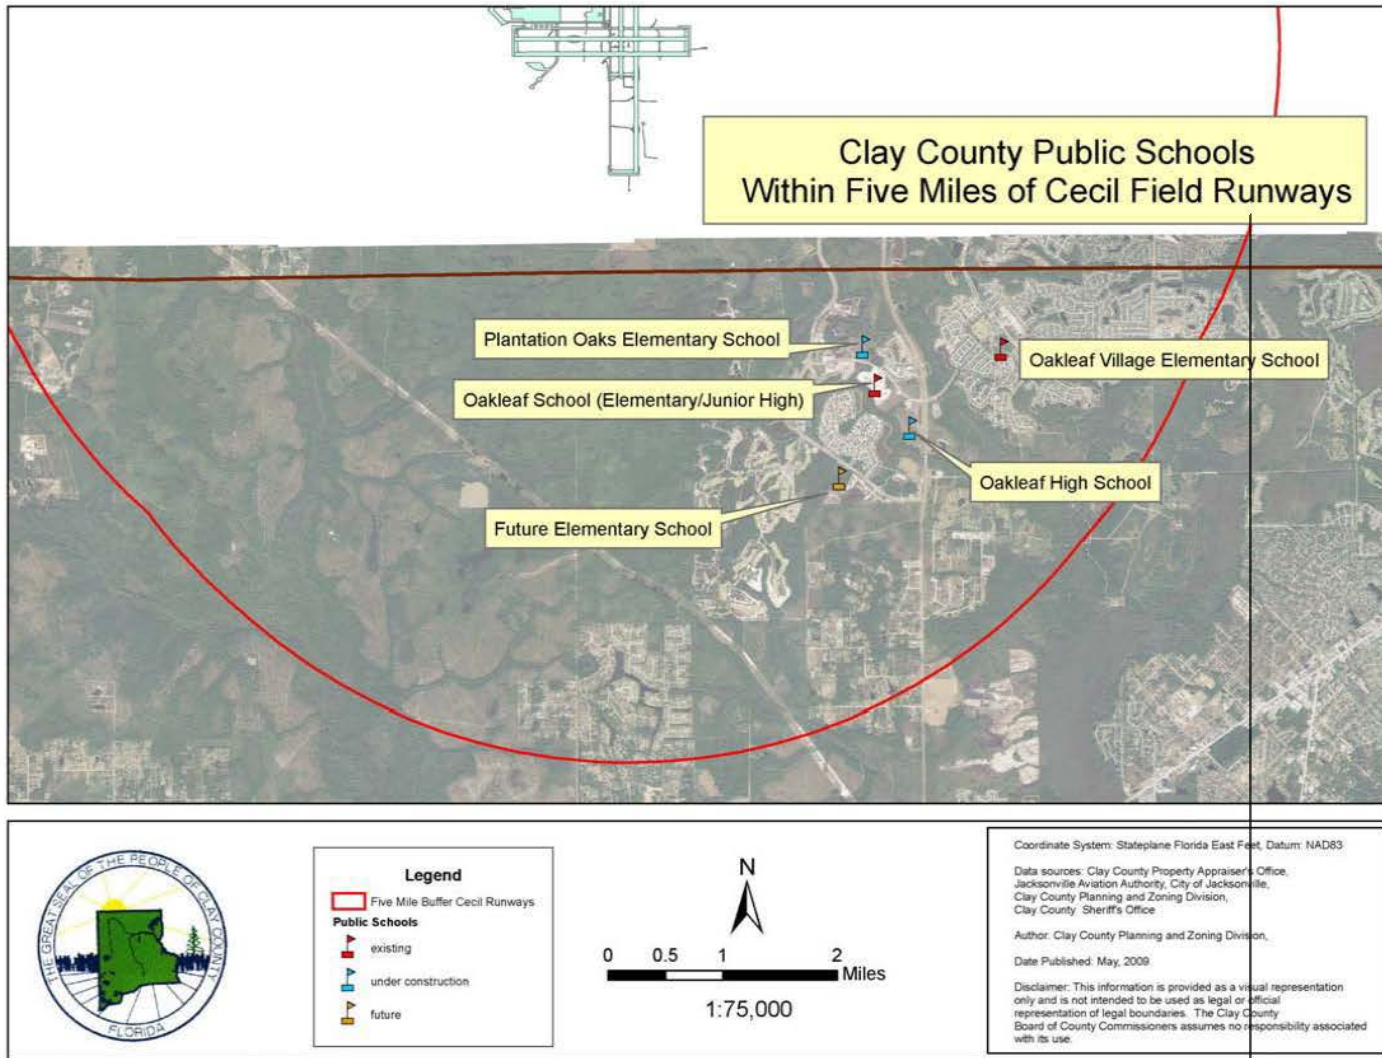 Clay County Public Schools
Within Five Miles of Cecil Field Runways
Plantation Oaks Elementary School
Oakleaf Village Elementary School
Oakleaf School (Elementary/Junior High)
Oakleaf High School
Future Elementary School
THE GREAT SEAL OF THE PEOPLE OF CLAY COUNTY
FLORIDA
Legend
Five Mile Buffer Cecil Runways
Public Schools
existing
under construction
future
N
0 0.5 1 2
Miles
1:75,000
Coordinate System: Stateplane Florida East Feet, Datum: NAD83
Data sources: Clay County Property Appraiser's Office,
Jacksonville Aviation Authority, City of Jacksonville,
Clay County Planning and Zoning Division,
Clay County Sheriff's Office
Author: Clay County Planning and Zoning Division,
Date Published: May, 2009
Disclaimer: This information is provided as a visual representation
only and is not intended to be used as legal or official
representation of legal boundaries. The Clay County
Board of County Commissioners assumes no responsibility associated
with its use.